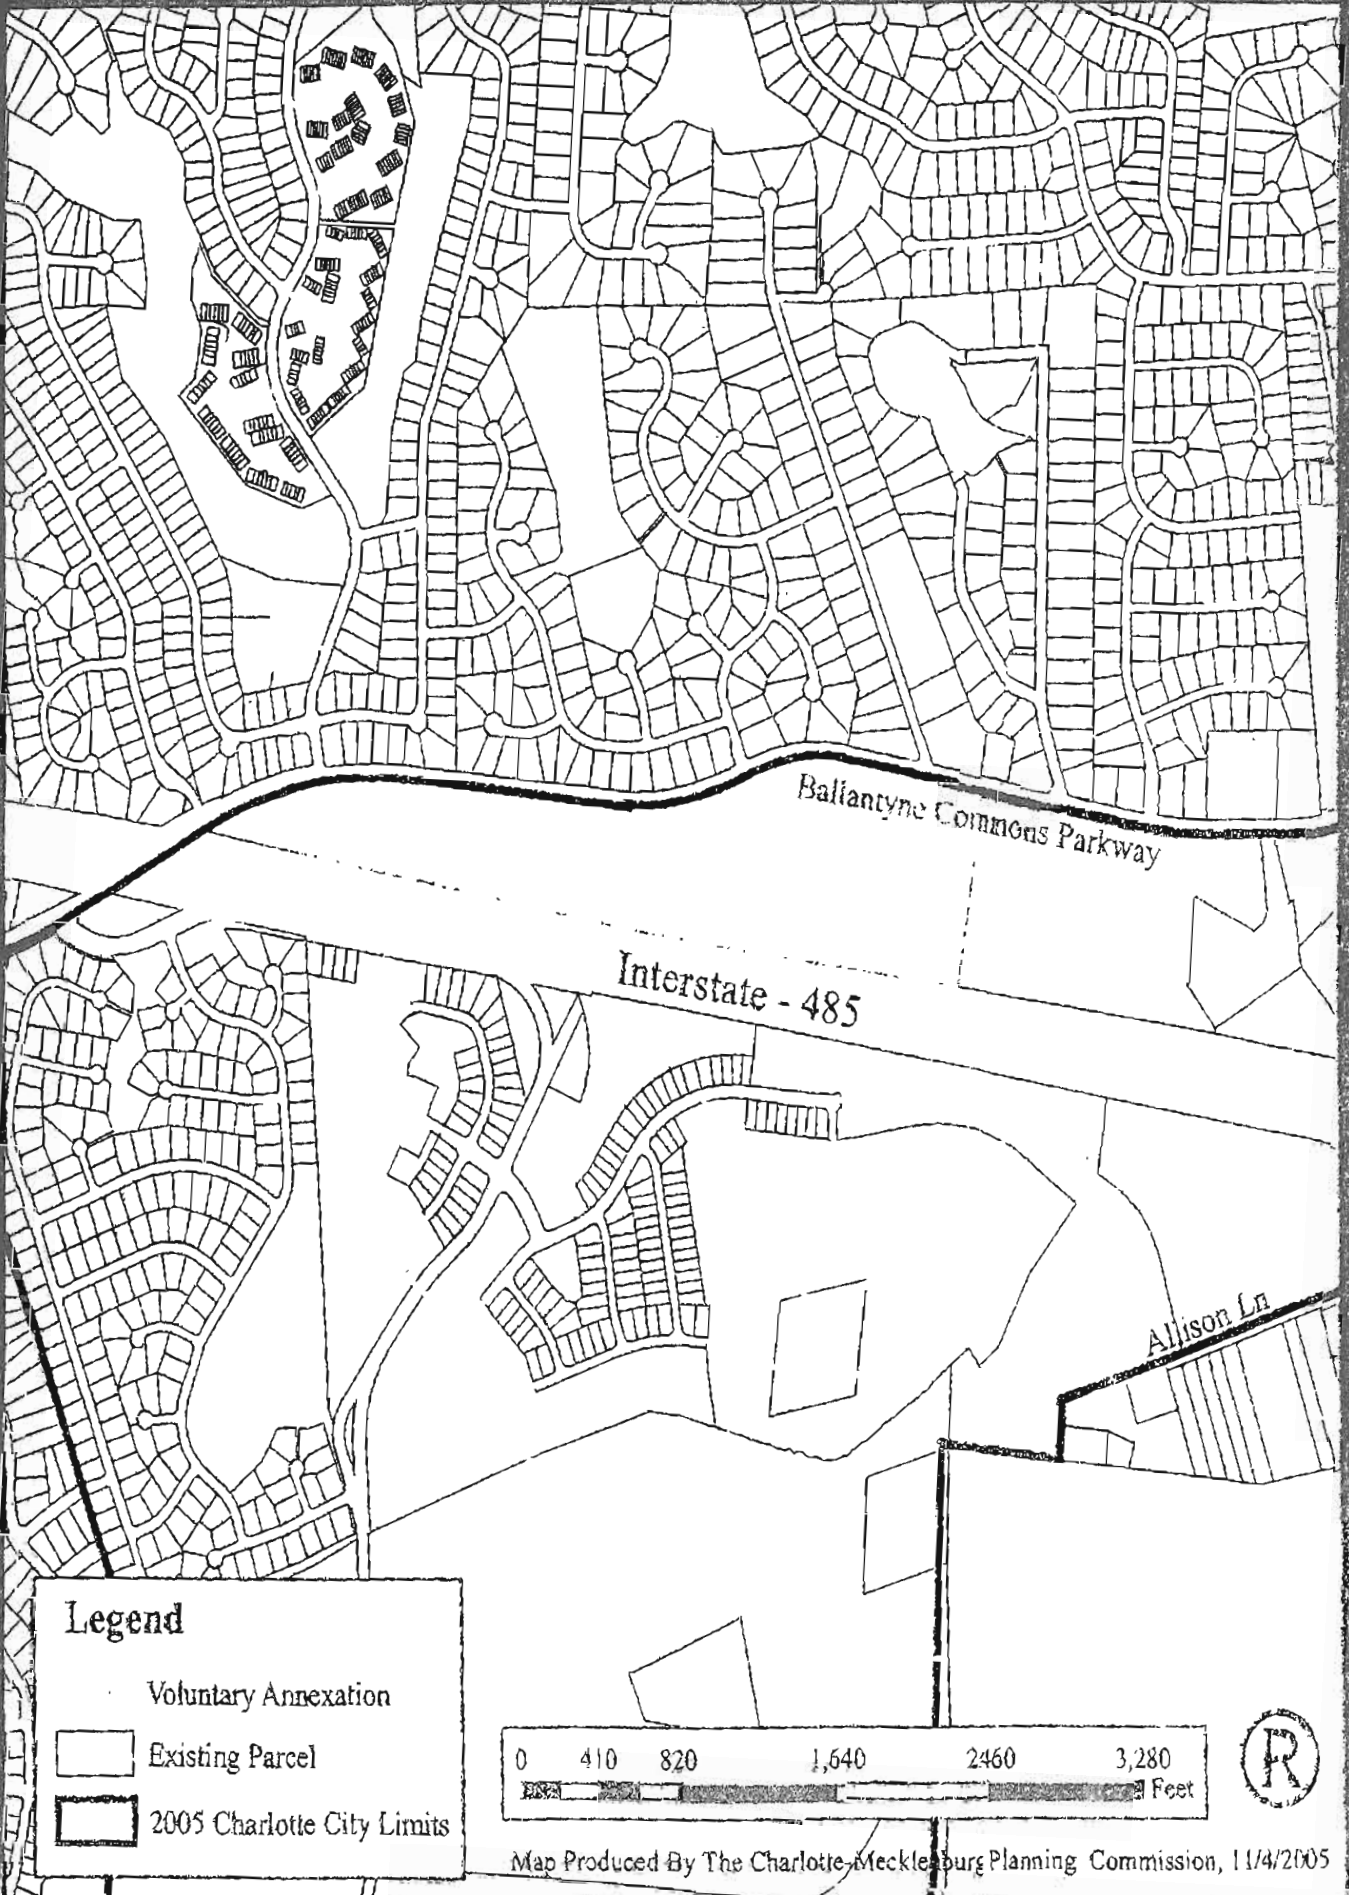 Ballantyne Commons Parkway
Interstate - 485
Allison Ln
Legend
Voluntary Annexation
Existing Parcel
2005 Charlotte City Limits
0 410 820 1,640 2460 3,280
Feet
R
Map Produced By The Charlotte-Mecklenburg Planning Commission, 11/4/2005